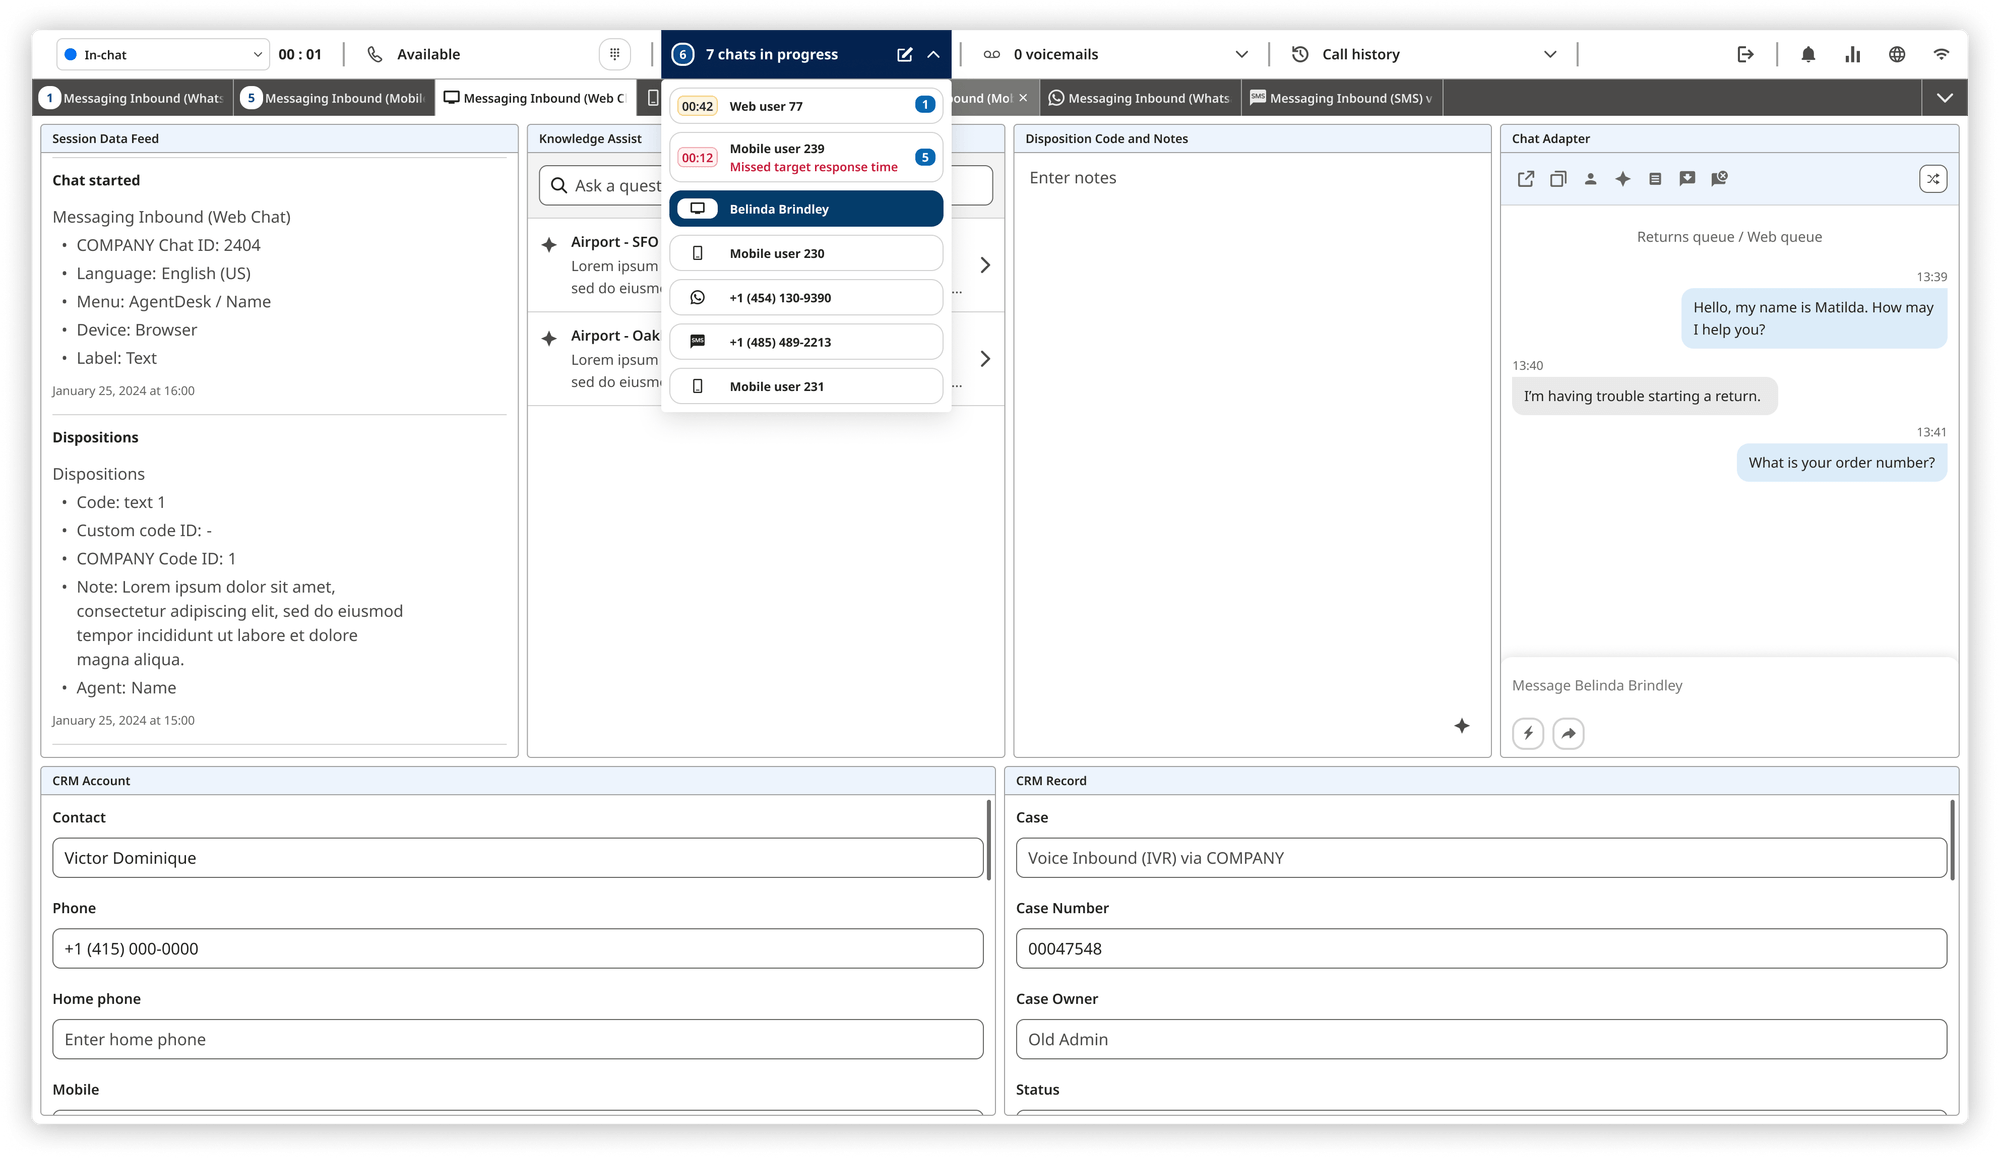 In-chat
00 : 01
Available
6
7 chats in progress
0 voicemails
Call history
1
Messaging Inbound (What
5
Messaging Inbound (Mobil
Messaging Inbound (Web C
ound (Mo
Messaging Inbound (Whats
SMS
Messaging Inbound (SMS) v
00:42
Web user 77
1
00:12
Mobile user 239
Missed target response time
5
Belinda Brindley
Mobile user 230
+1 (454) 130-9390
SMS
+1 (485) 489-2213
Mobile user 231
Session Data Feed
Chat started
Messaging Inbound (Web Chat)
• COMPANY Chat ID: 2404
• Language: English (US)
• Menu: AgentDesk / Name
• Device: Browser
• Label: Text
January 25, 2024 at 16:00
Dispositions
Dispositions
• Code: text 1
• Custom code ID: -
• COMPANY Code ID: 1
• Note: Lorem ipsum dolor sit amet,
consectetur adipiscing elit, sed do eiusmod
tempor incididunt ut labore et dolore
magna aliqua.
• Agent: Name
January 25, 2024 at 15:00
Knowledge Assist
Ask a quest
Airport - SFO
Lorem ipsum
sed do eiusm
...
Airport - Oak
Lorem ipsum
sed do eiusm
...
Disposition Code and Notes
Enter notes
Chat Adapter
Returns queue / Web queue
13:39
Hello, my name is Matilda. How may
I help you?
13:40
I'm having trouble starting a return.
13:41
What is your order number?
Message Belinda Brindley
CRM Account
Contact
Victor Dominique
Phone
+1 (415) 000-0000
Home phone
Enter home phone
Mobile
CRM Record
Case
Voice Inbound (IVR) via COMPANY
Case Number
00047548
Case Owner
Old Admin
Status